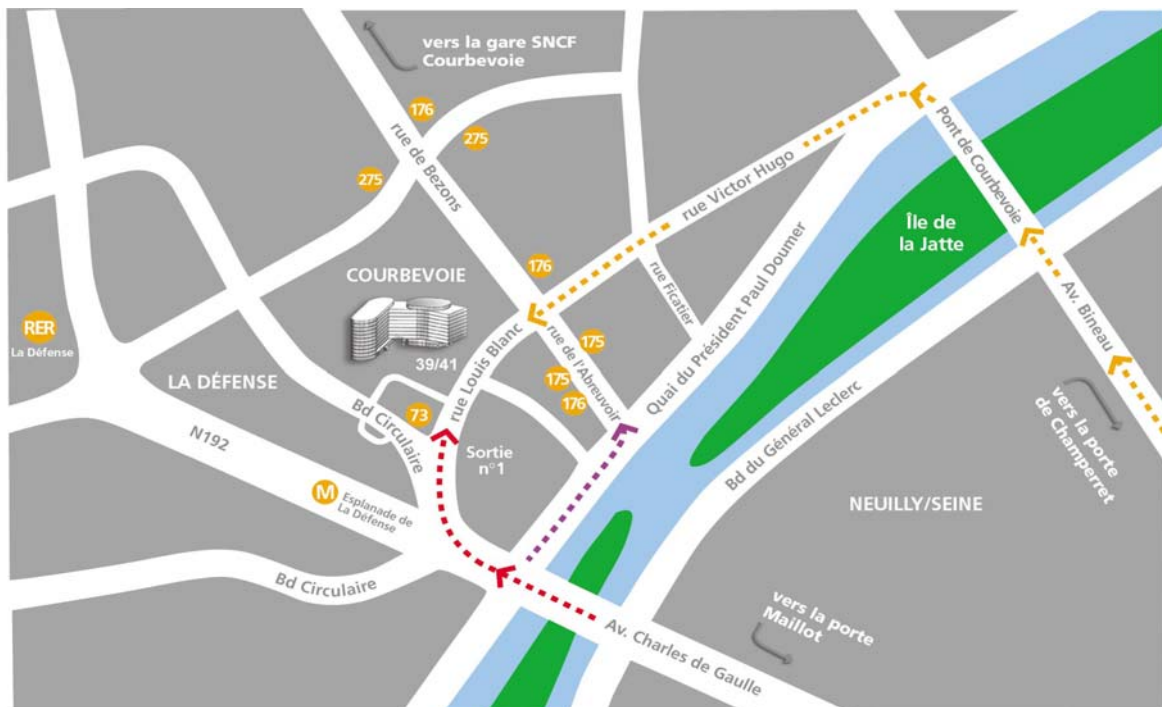 vers la gare SNCF
Courbevoie
176
275
275
rue de Bezons
rue Victor Hugo
Pont de Courbevoie
Île de
la Jatte
Av. Bineau
vers la porte
de Champerret
COURBEVOIE
176
rue Ficatier
Quai du Président Paul Doumer
RER
La Défense
39/41
rue Louis Blanc
rue de l'Abreuvoir
175
175
176
LA DÉFENSE
73
Bd Circulaire
N192
Sortie
n°1
Bd du Général Leclerc
M
Esplanade de
La Défense
NEUILLY/SEINE
Bd Circulaire
vers la porte
Maillot
Av. Charles de Gaulle